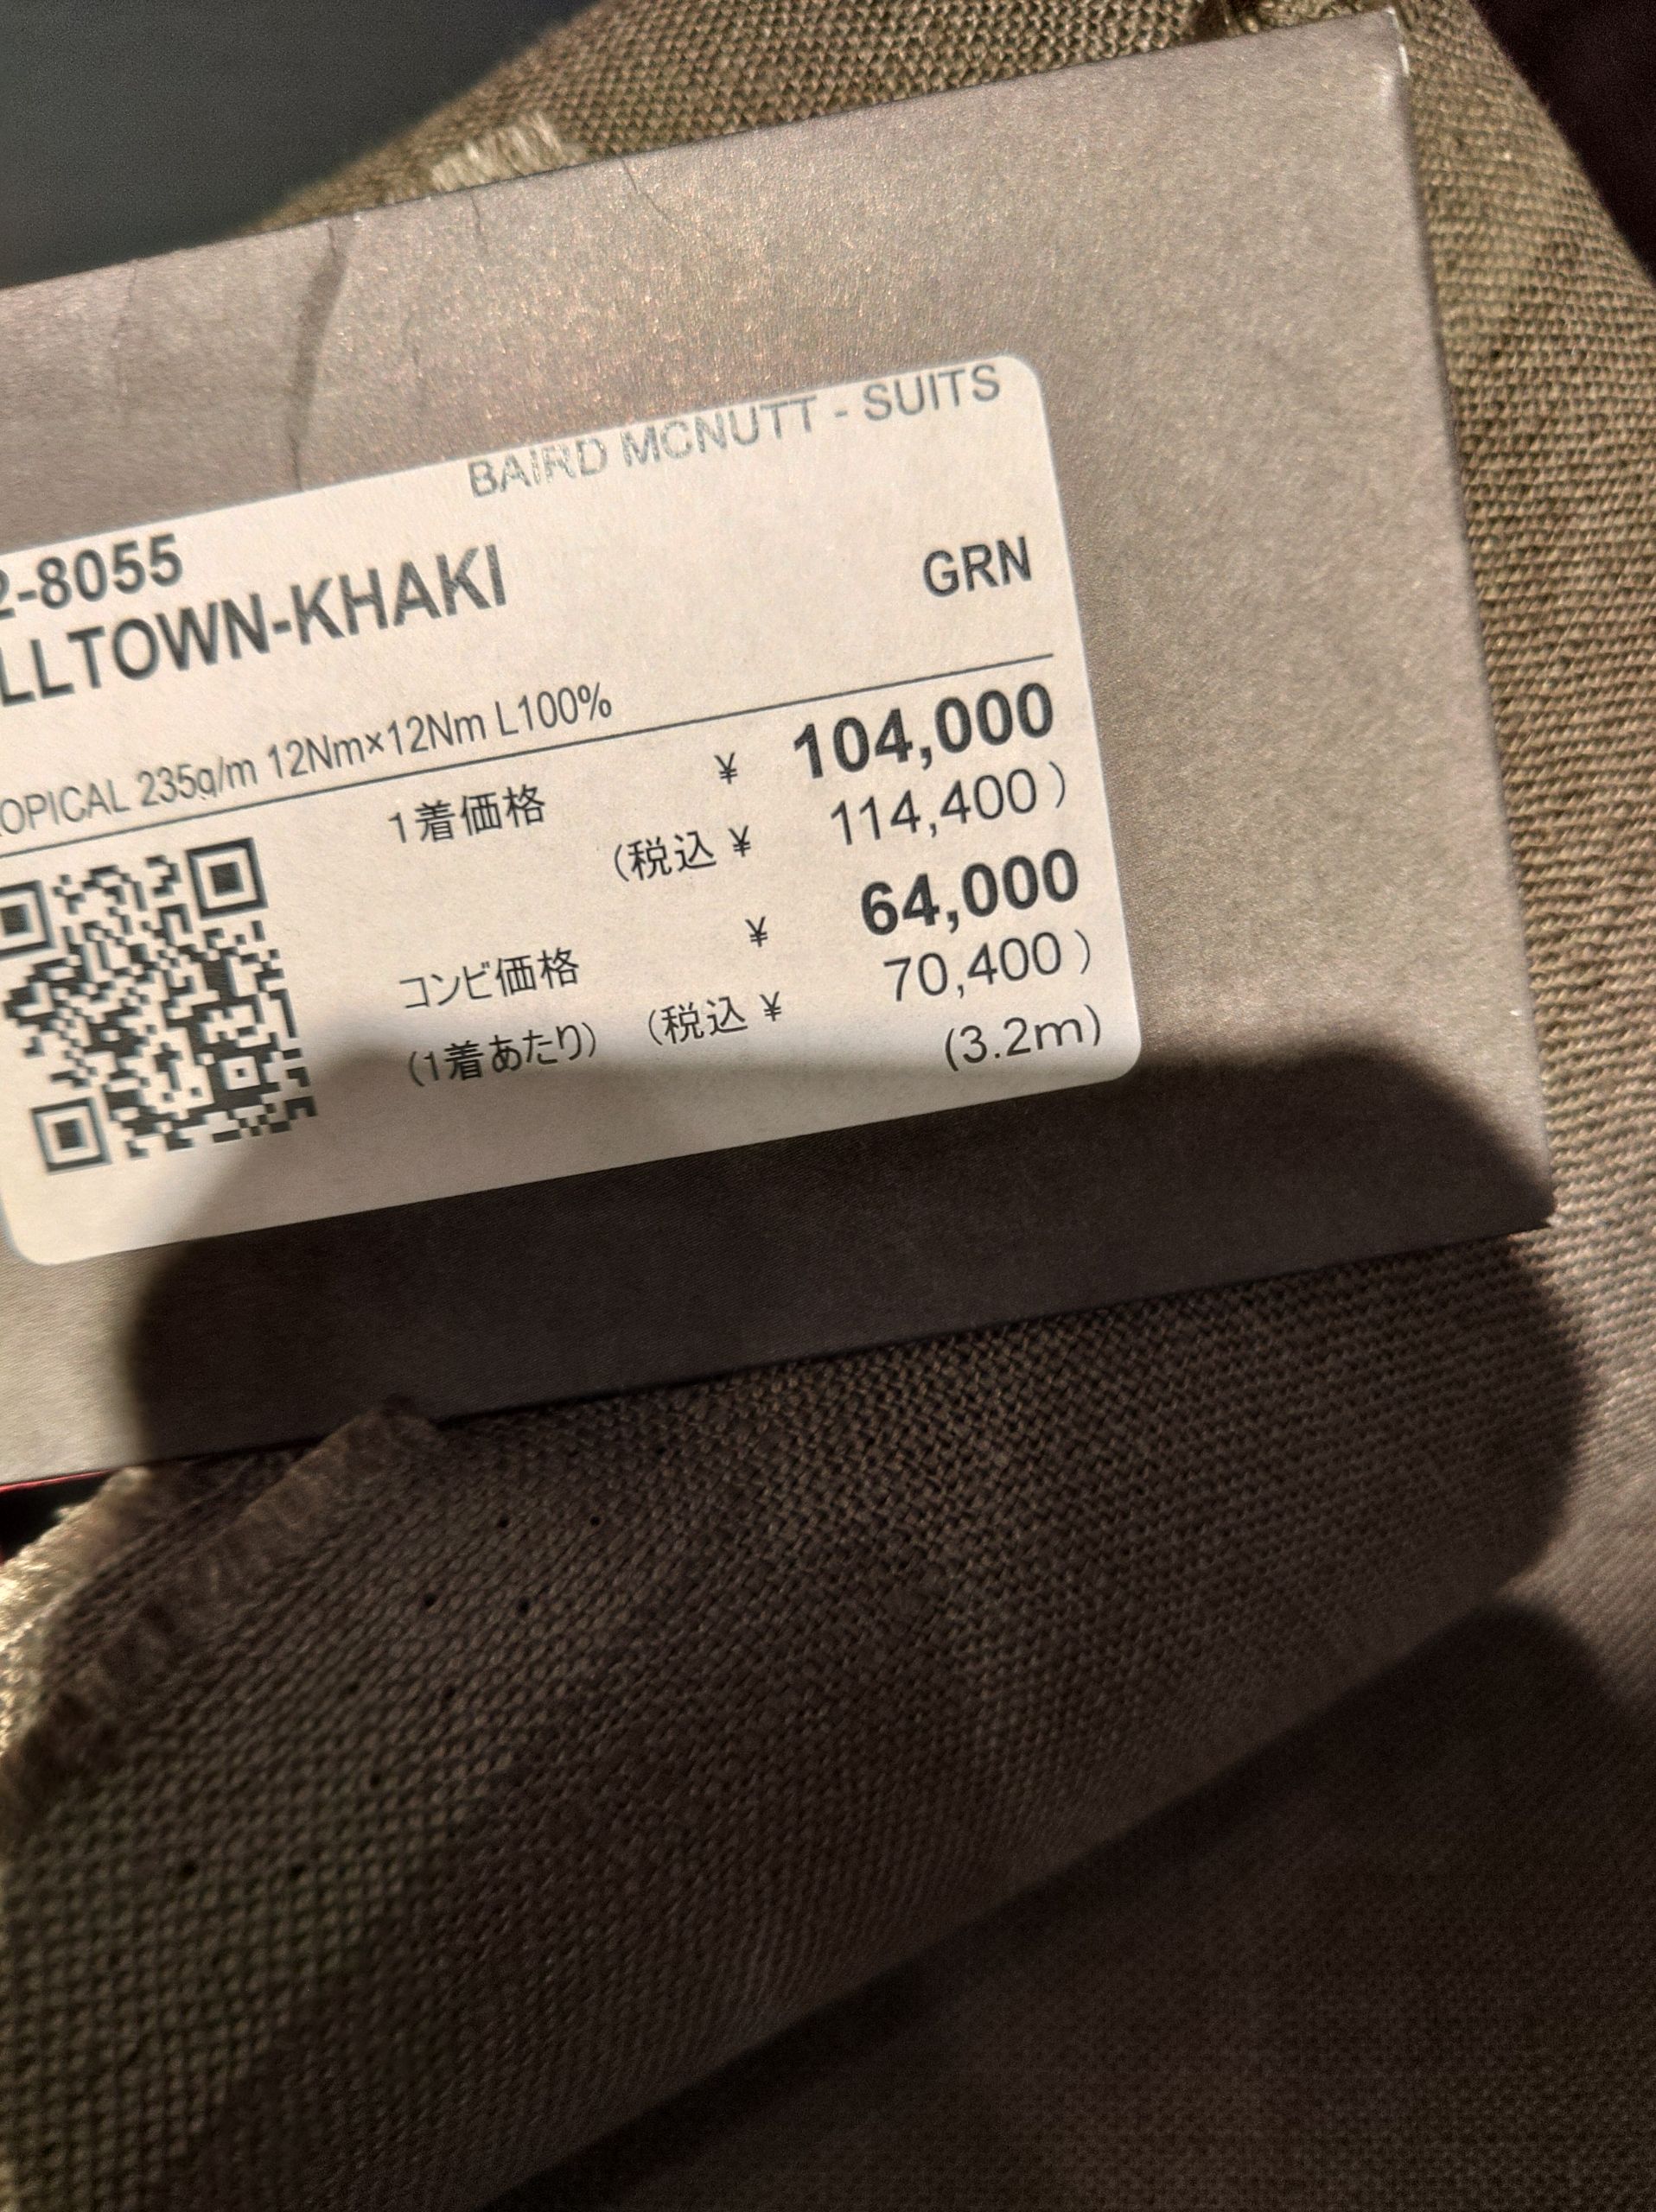 BAIRD MCNUTT - SUITS
2-8055
LLTOWN-KHAKI
GRN
OPICAL 235g/m 12Nm×12Nm L100%
1着価格 ¥ 104,000
(税込 ¥ 114,400)
コンビ価格 ¥ 64,000
(1着あたり) (税込 ¥ 70,400)
(3.2m)